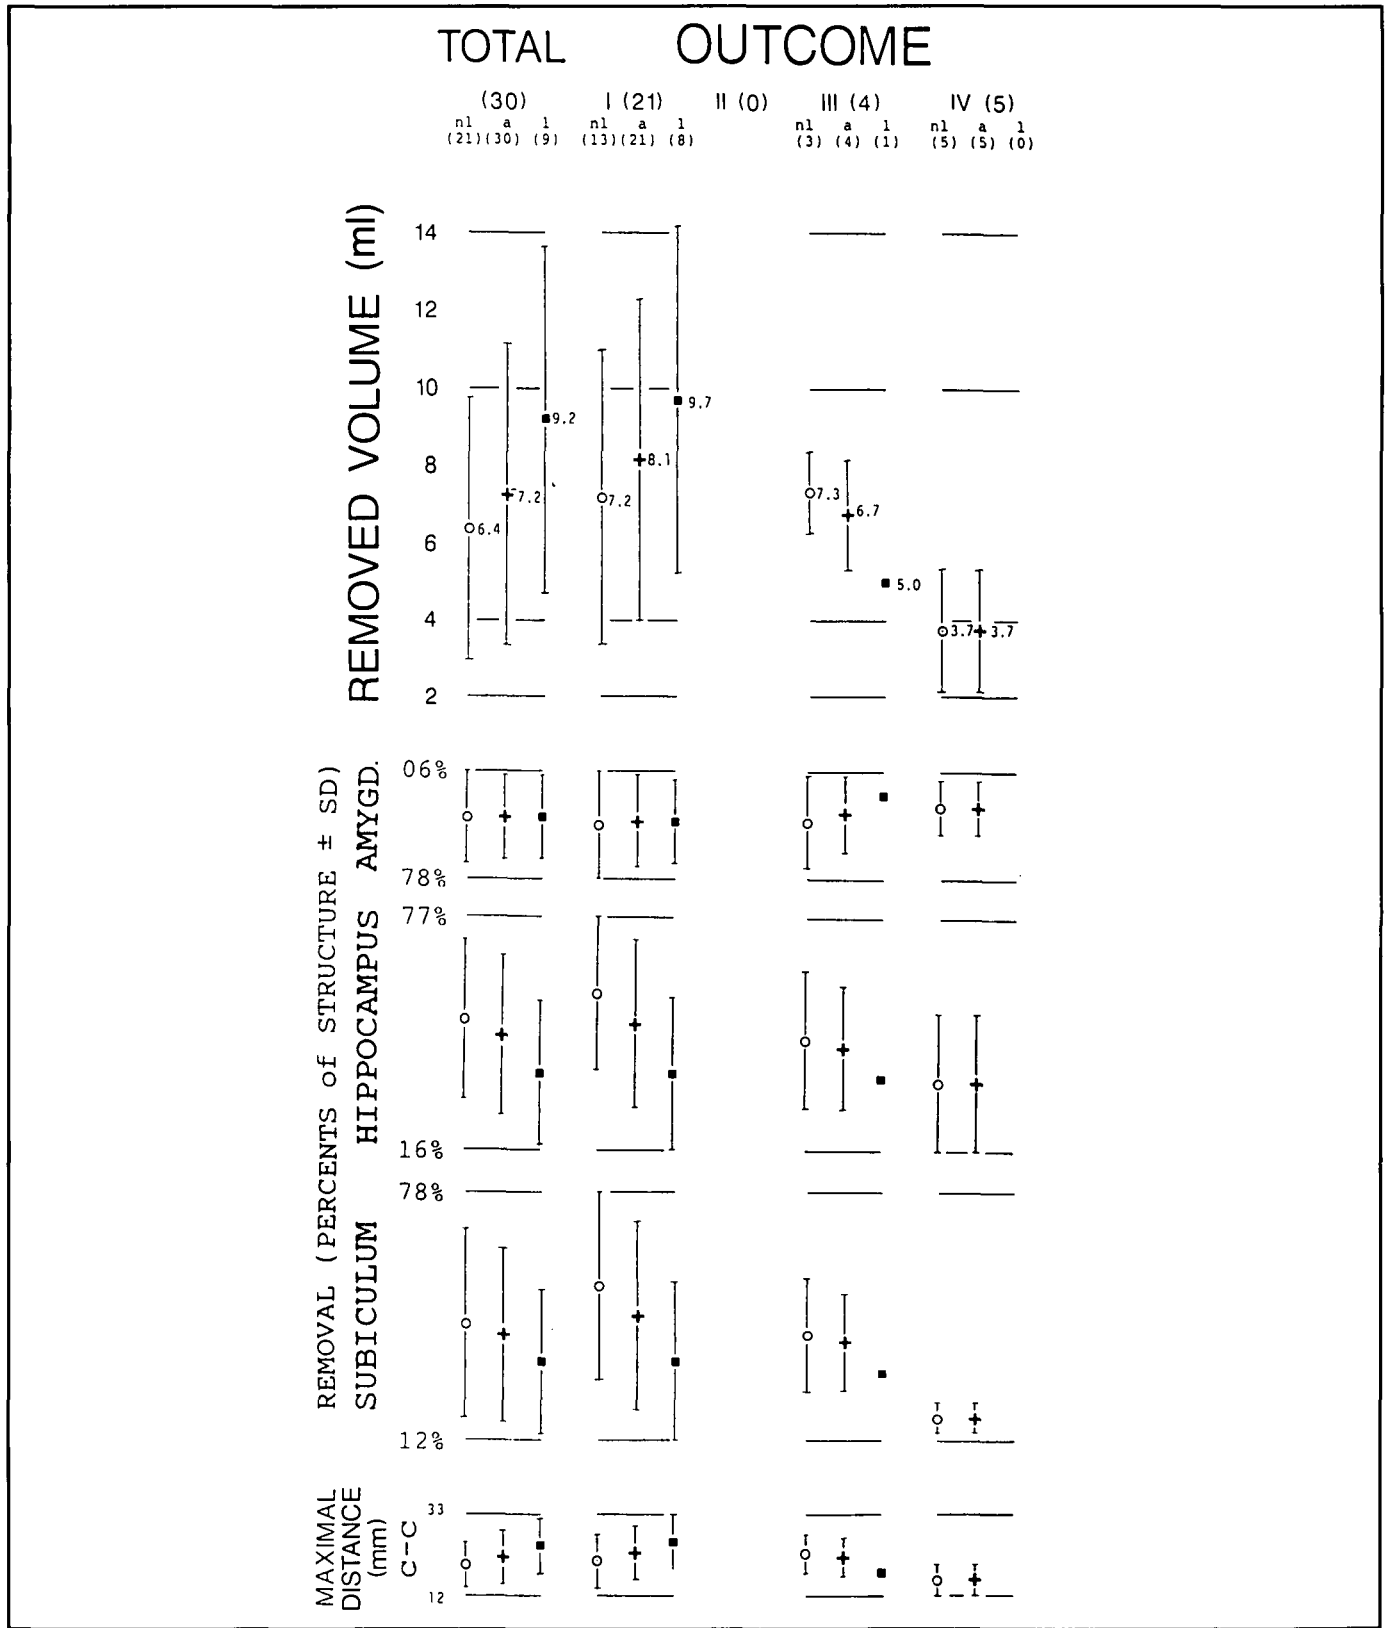 TOTAL OUTCOME
(30) I (21) II (0) III (4) IV (5)
nl a l nl a l nl a l nl a l
(21) (30) (9) (13) (21) (8) (3) (4) (1) (5) (5) (0)
REMOVED VOLUME (ml)
14
12
10
8
6
4
2
6.4
7.2
9.2
7.2
8.1
9.7
7.3
6.7
5.0
3.7
3.7
REMOVAL (PERCENTS of STRUCTURE ± SD)
AMYGD.
06%
78%
HIPPOCAMPUS
77%
16%
SUBICULUM
78%
12%
MAXIMAL
DISTANCE
(mm)
C-C
33
12